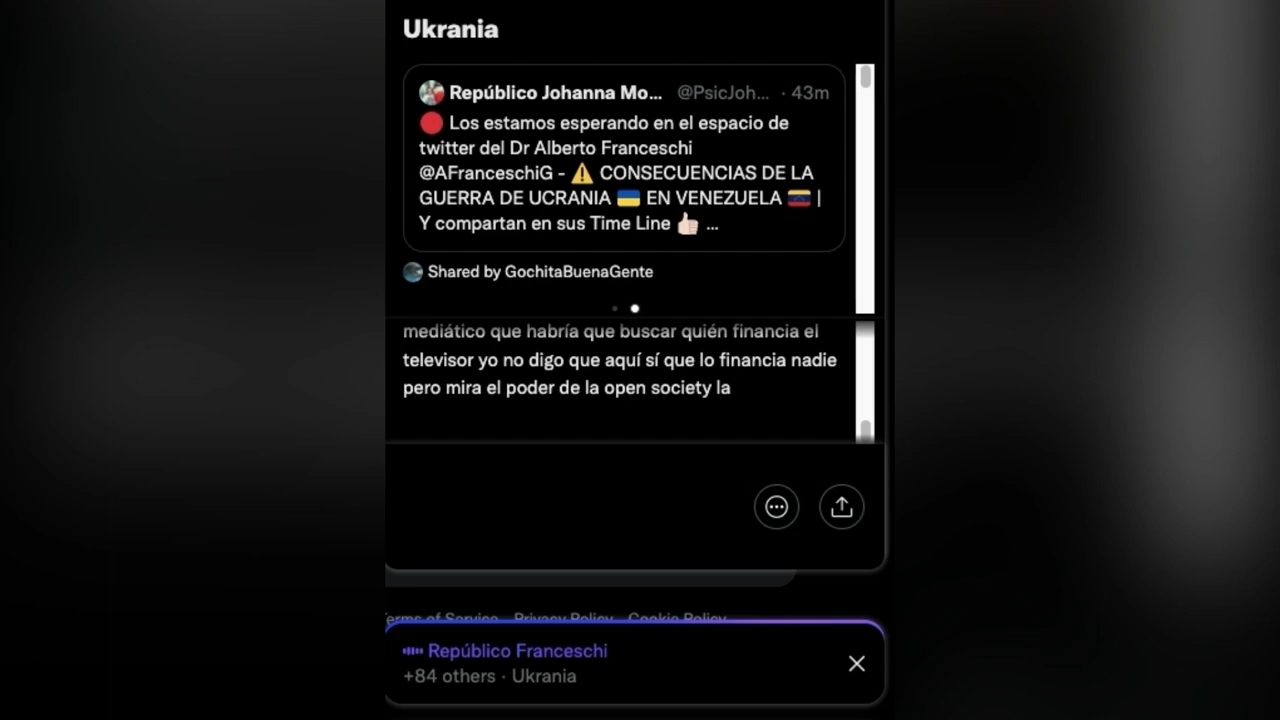 Ukrania
Repúblico Johanna Mo... @PsicJoh... · 43m
🔴 Los estamos esperando en el espacio de
twitter del Dr Alberto Franceschi
@AFranceschiG - ⚠️ CONSECUENCIAS DE LA
GUERRA DE UCRANIA 🇺🇦 EN VENEZUELA 🇻🇪 |
Y compartan en sus Time Line 👍🏻 ...
Shared by GochitaBuenaGente
mediático que habría que buscar quién financia el
televisor yo no digo que aquí sí que lo financia nadie
pero mira el poder de la open society la
Terms of Service Privacy Policy Cookie Policy
Repúblico Franceschi
+84 others · Ukrania